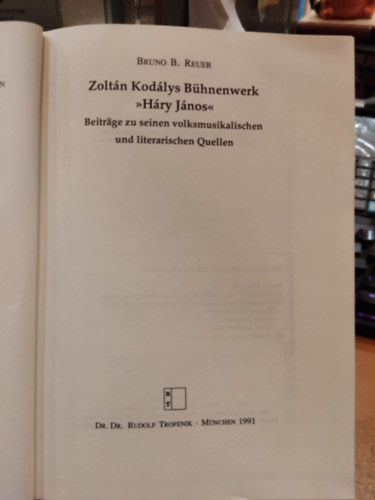 BRUNO B. REUER
Zoltán Kodálys Bühnenwerk
»Háry János«
Beiträge zu seinen volksmusikalischen
und literarischen Quellen
R
T
DR. DR. RUDOLF TROFENIK · MÜNCHEN 1991